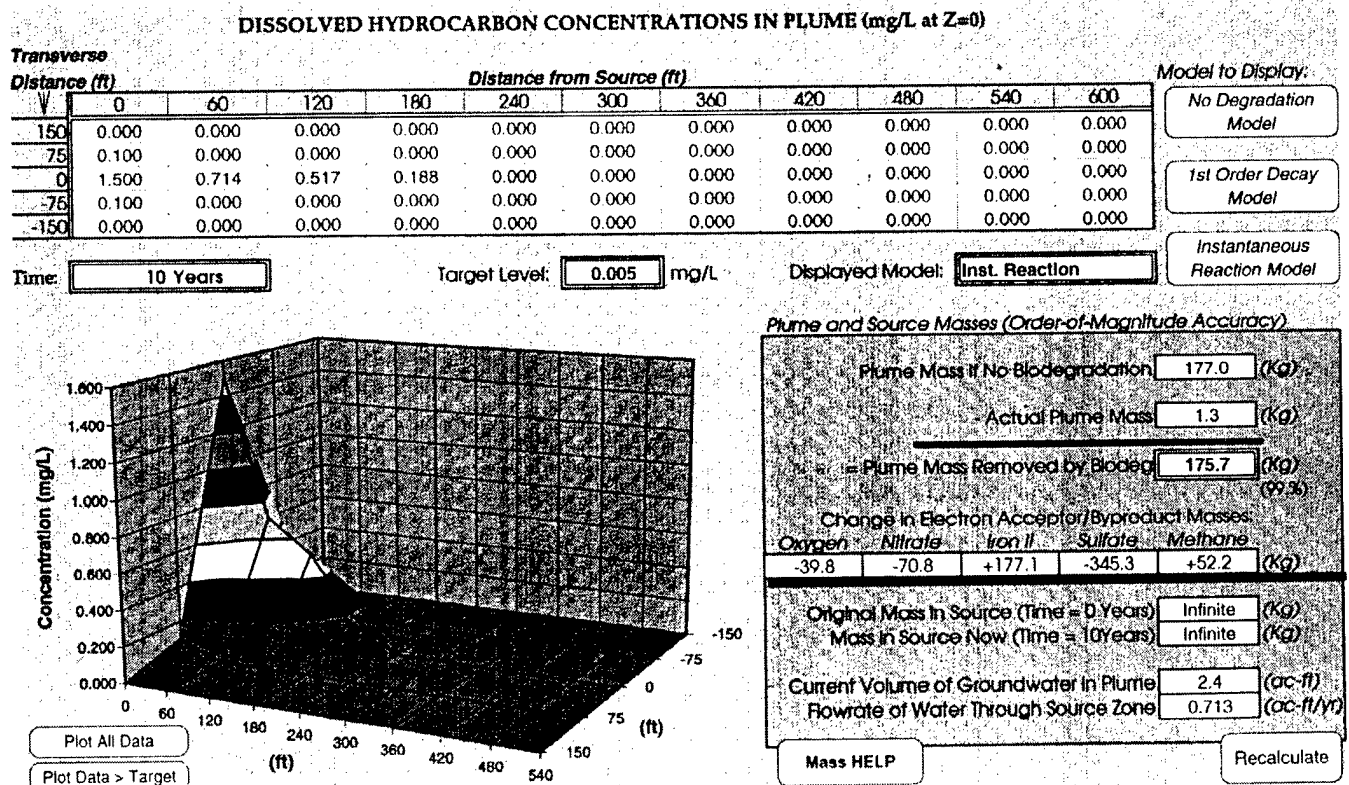 DISSOLVED HYDROCARBON CONCENTRATIONS IN PLUME (mg/L at Z=0)
Transverse
Distance (ft)
Distance from Source (ft)
Model to Display:
0 60 120 180 240 300 360 420 480 540 600
150 0.000 0.000 0.000 0.000 0.000 0.000 0.000 0.000 0.000 0.000 0.000
75 0.100 0.000 0.000 0.000 0.000 0.000 0.000 0.000 0.000 0.000 0.000
0 1.500 0.714 0.517 0.188 0.000 0.000 0.000 0.000 0.000 0.000 0.000
-75 0.100 0.000 0.000 0.000 0.000 0.000 0.000 0.000 0.000 0.000 0.000
-150 0.000 0.000 0.000 0.000 0.000 0.000 0.000 0.000 0.000 0.000 0.000
No Degradation
Model
1st Order Decay
Model
Instantaneous
Reaction Model
Time: 10 Years Target Level: 0.005 mg/L Displayed Model: Inst. Reaction
Concentration (mg/L)
1.600
1.400
1.200
1.000
0.800
0.600
0.400
0.200
0.000
0 60 120 180 240 300 360 420 480 540
(ft)
-150
-75
0
75
150
(ft)
Plot All Data
Plot Data > Target
Plume and Source Masses (Order-of-Magnitude Accuracy)
Plume Mass If No Biodegradation 177.0 (Kg)
- Actual Plume Mass 1.3 (Kg)
= Plume Mass Removed by Biodeg 175.7 (Kg)
(99 %)
Change in Electron Acceptor/Byproduct Masses:
Oxygen Nitrate Iron II Sulfate Methane
-39.8 -70.8 +177.1 -345.3 +52.2 (Kg)
Original Mass In Source (Time = 0 Years) Infinite (Kg)
Mass In Source Now (Time = 10Years) Infinite (Kg)
Current Volume of Groundwater in Plume 2.4 (ac-ft)
Flowrate of Water Through Source Zone 0.713 (ac-ft/yr)
Mass HELP
Recalculate